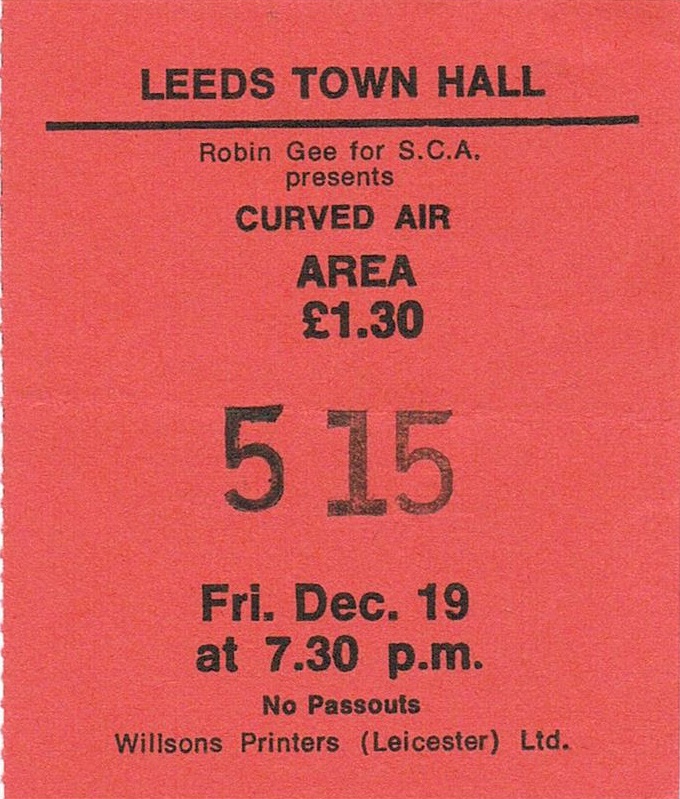 LEEDS TOWN HALL
Robin Gee for S.C.A.
presents
CURVED AIR
AREA
£1.30
5 15
Fri. Dec. 19
at 7.30 p.m.
No Passouts
Willsons Printers (Leicester) Ltd.